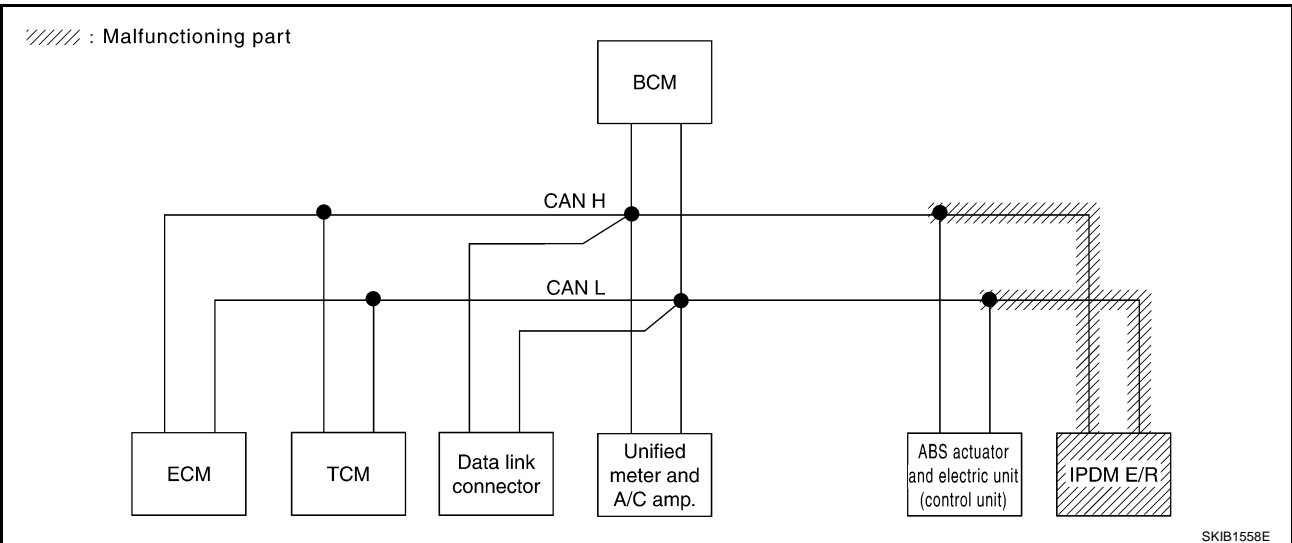 : Malfunctioning part
BCM
CAN H
CAN L
ECM
TCM
Data link
connector
Unified
meter and
A/C amp.
ABS actuator
and electric unit
(control unit)
IPDM E/R
SKIB1558E